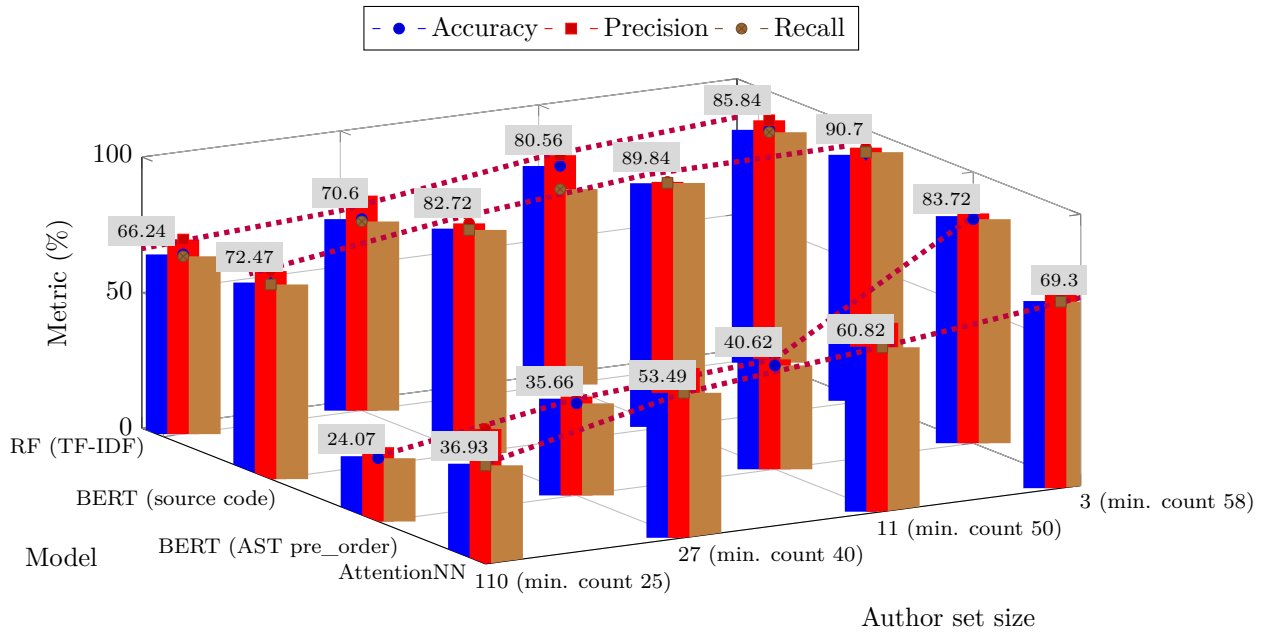 Accuracy Precision Recall
85.84
90.7
80.56
89.84
83.72
100
70.6
82.72
66.24
72.47
69.3
Metric (%)
50
40.62
60.82
35.66
53.49
24.07
36.93
0
RF (TF-IDF)
BERT (source code)
BERT (AST pre_order)
AttentionNN
Model
110 (min. count 25)
27 (min. count 40)
11 (min. count 50)
3 (min. count 58)
Author set size